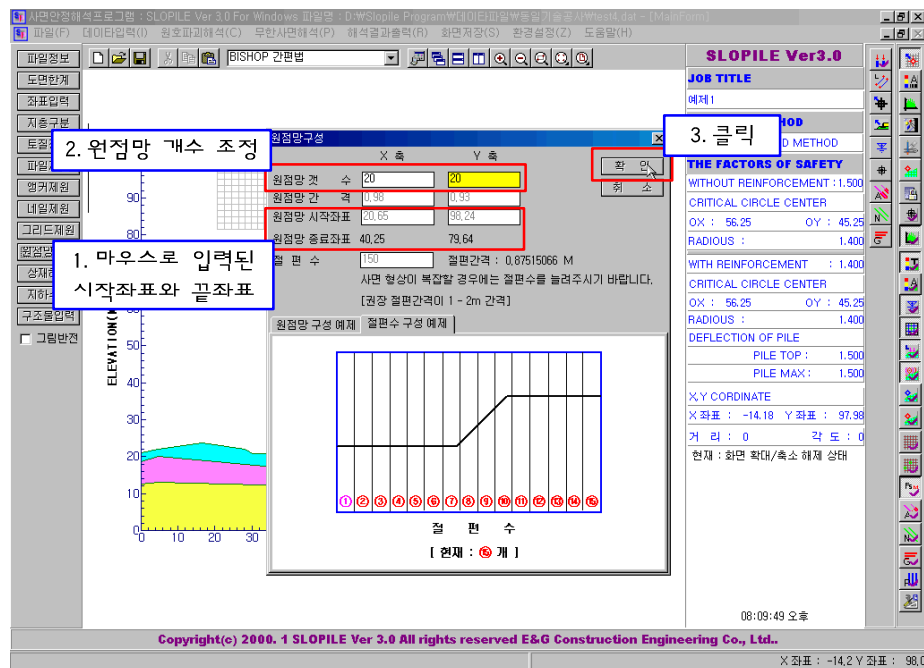 사면안정해석프로그램 : SLOPILE Ver 3.0 For Windows 파일명 : D:₩Slopile Program₩데이타파일₩동일기술공사₩test4.dat - [MainForm]
파일(F) 데이타입력(I) 원호파괴해석(C) 무한사면해석(P) 해석결과출력(R) 화면저장(S) 환경설정(Z) 도움말(H)
파일정보
BISHOP 간편법
도면한계
좌표입력
지층구분
앵커제원
네일제원
그리드제원
구조물입력
그림반전
2. 원점망 개수 조정
1. 마우스로 입력된
시작좌표와 끝좌표
3. 클릭
원점망구성
X 축 Y 축
원점망 갯 수 20 20
원점망 간 격 0,98 0,93
원점망 시작좌표 20,65 98,24
원점망 종료좌표 40,25 79,64
절 편 수 150 절편간격 : 0,87515066 M
사면 형상이 복잡할 경우에는 절편수를 늘려주시기 바랍니다.
[권장 절편간격이 1 - 2m 간격]
확 인
취 소
원점망 구성 예제 절편수 구성 예제
① ② ③ ④ ⑤ ⑥ ⑦ ⑧ ⑨ ⑩ ⑪ ⑫ ⑬ ⑭ ⑮
절 편 수
[ 현재 : ⑮ 개 ]
90
80
50
40
30
20
10
0
0 10 20 30
SLOPILE Ver3.0
JOB TITLE
예제1
D METHOD
THE FACTORS OF SAFETY
WITHOUT REINFORCEMENT : 1.500
CRITICAL CIRCLE CENTER
OX : 56.25 OY : 45.25
RADIOUS : 1.400
WITH REINFORCEMENT : 1.400
CRITICAL CIRCLE CENTER
OX : 56.25 OY : 45.25
RADIOUS : 1.400
DEFLECTION OF PILE
PILE TOP : 1.500
PILE MAX : 1.500
X,Y CORDINATE
X 좌표 : -14.18 Y 좌표 : 97.98
거 리 : 0 각 도 : 0
현재 : 화면 확대/축소 해제 상태
08:09:49 오후
Copyright(c) 2000. 1 SLOPILE Ver 3.0 All rights reserved E&G Construction Engineering Co., Ltd..
X 좌표 : -14,2 Y 좌표 :